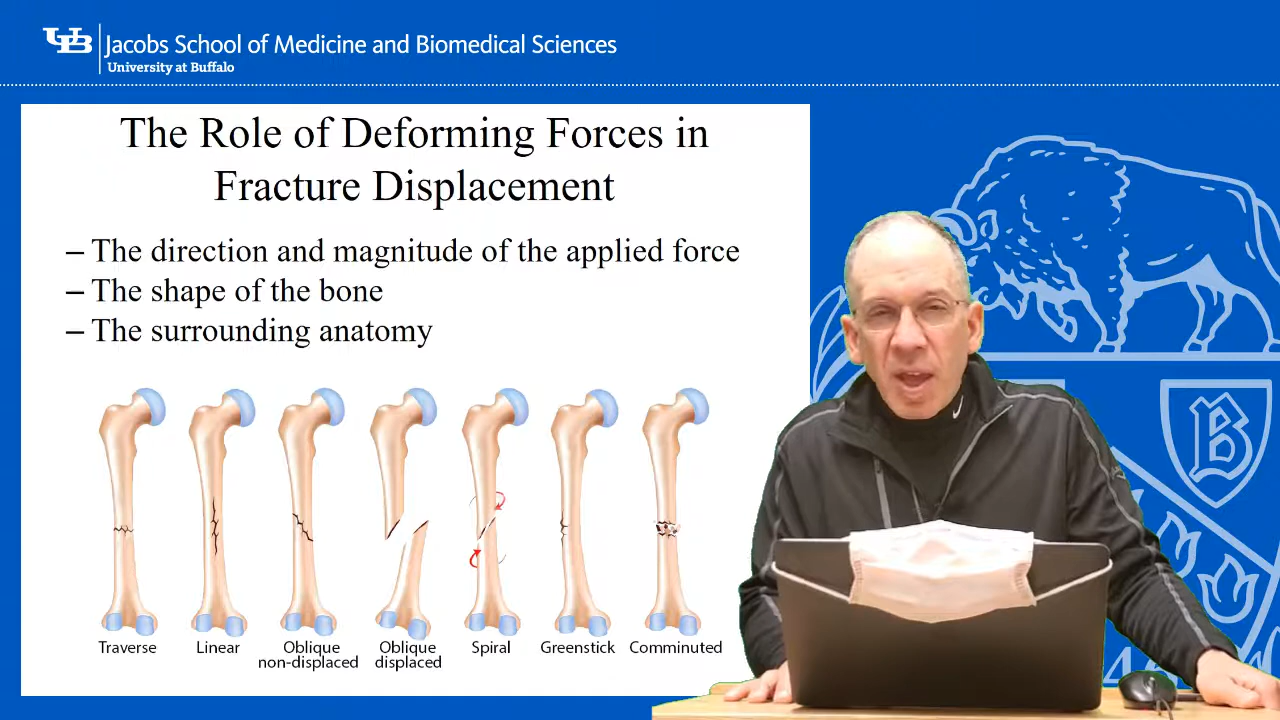 UB Jacobs School of Medicine and Biomedical Sciences
University at Buffalo
The Role of Deforming Forces in
Fracture Displacement
– The direction and magnitude of the applied force
– The shape of the bone
– The surrounding anatomy
Traverse
Linear
Oblique
non-displaced
Oblique
displaced
Spiral
Greenstick
Comminuted
B